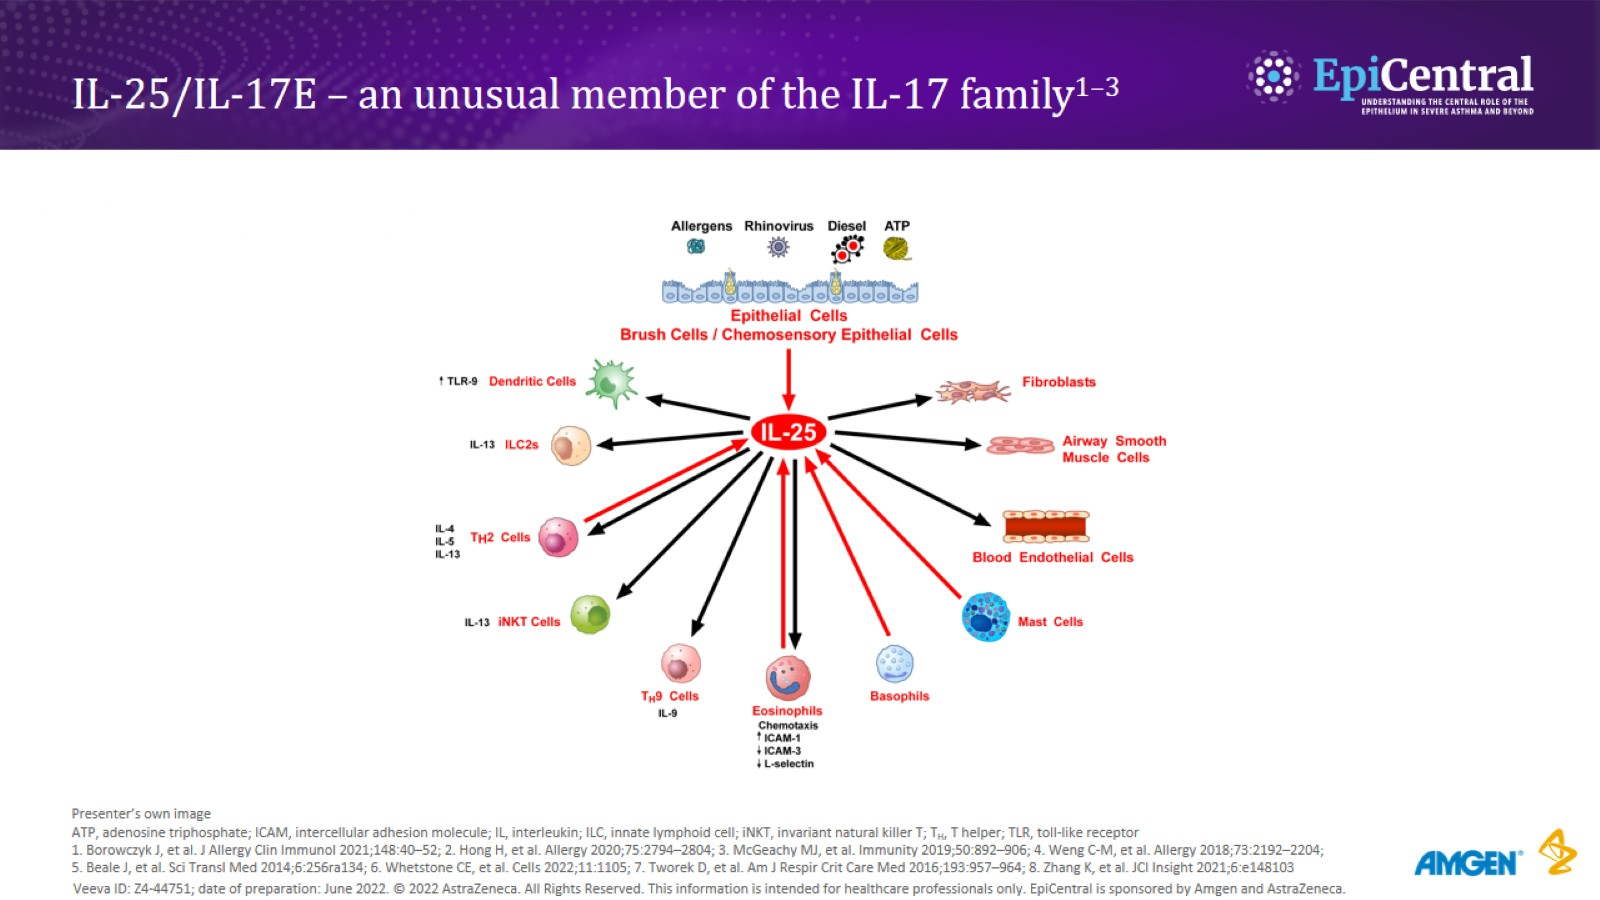 IL-25/IL-17E – an unusual member of the IL-17 family1–3
EpiCentral
UNDERSTANDING THE CENTRAL ROLE OF THE
EPITHELIUM IN SEVERE ASTHMA AND BEYOND
Allergens Rhinovirus Diesel ATP
Epithelial Cells
Brush Cells / Chemosensory Epithelial Cells
↑ TLR-9 Dendritic Cells
Fibroblasts
IL-25
IL-13 ILC2s
Airway Smooth
Muscle Cells
IL-4
IL-5
IL-13
TH2 Cells
Blood Endothelial Cells
IL-13 iNKT Cells
Mast Cells
TH9 Cells
IL-9
Eosinophils
Chemotaxis
↑ ICAM-1
↓ ICAM-3
↓ L-selectin
Basophils
Presenter's own image
ATP, adenosine triphosphate; ICAM, intercellular adhesion molecule; IL, interleukin; ILC, innate lymphoid cell; iNKT, invariant natural killer T; TH, T helper; TLR, toll-like receptor
1. Borowczyk J, et al. J Allergy Clin Immunol 2021;148:40–52; 2. Hong H, et al. Allergy 2020;75:2794–2804; 3. McGeachy MJ, et al. Immunity 2019;50:892–906; 4. Weng C-M, et al. Allergy 2018;73:2192–2204;
5. Beale J, et al. Sci Transl Med 2014;6:256ra134; 6. Whetstone CE, et al. Cells 2022;11:1105; 7. Tworek D, et al. Am J Respir Crit Care Med 2016;193:957–964; 8. Zhang K, et al. JCI Insight 2021;6:e148103
Veeva ID: Z4-44751; date of preparation: June 2022. © 2022 AstraZeneca. All Rights Reserved. This information is intended for healthcare professionals only. EpiCentral is sponsored by Amgen and AstraZeneca.
AMGEN®